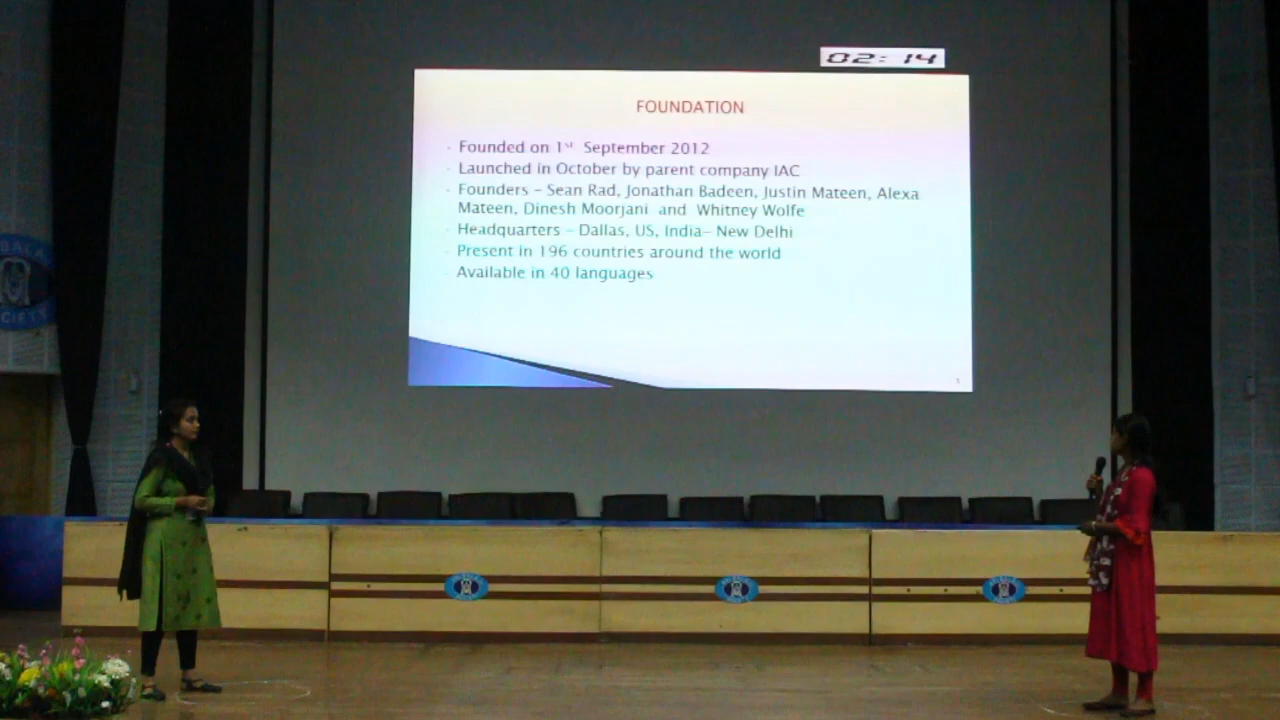 02: 14
FOUNDATION
Founded on 1st September 2012
Launched in October by parent company IAC
Founders – Sean Rad, Jonathan Badeen, Justin Mateen, Alexa
Mateen, Dinesh Moorjani and Whitney Wolfe
Headquarters – Dallas, US, India– New Delhi
Present in 196 countries around the world
Available in 40 languages